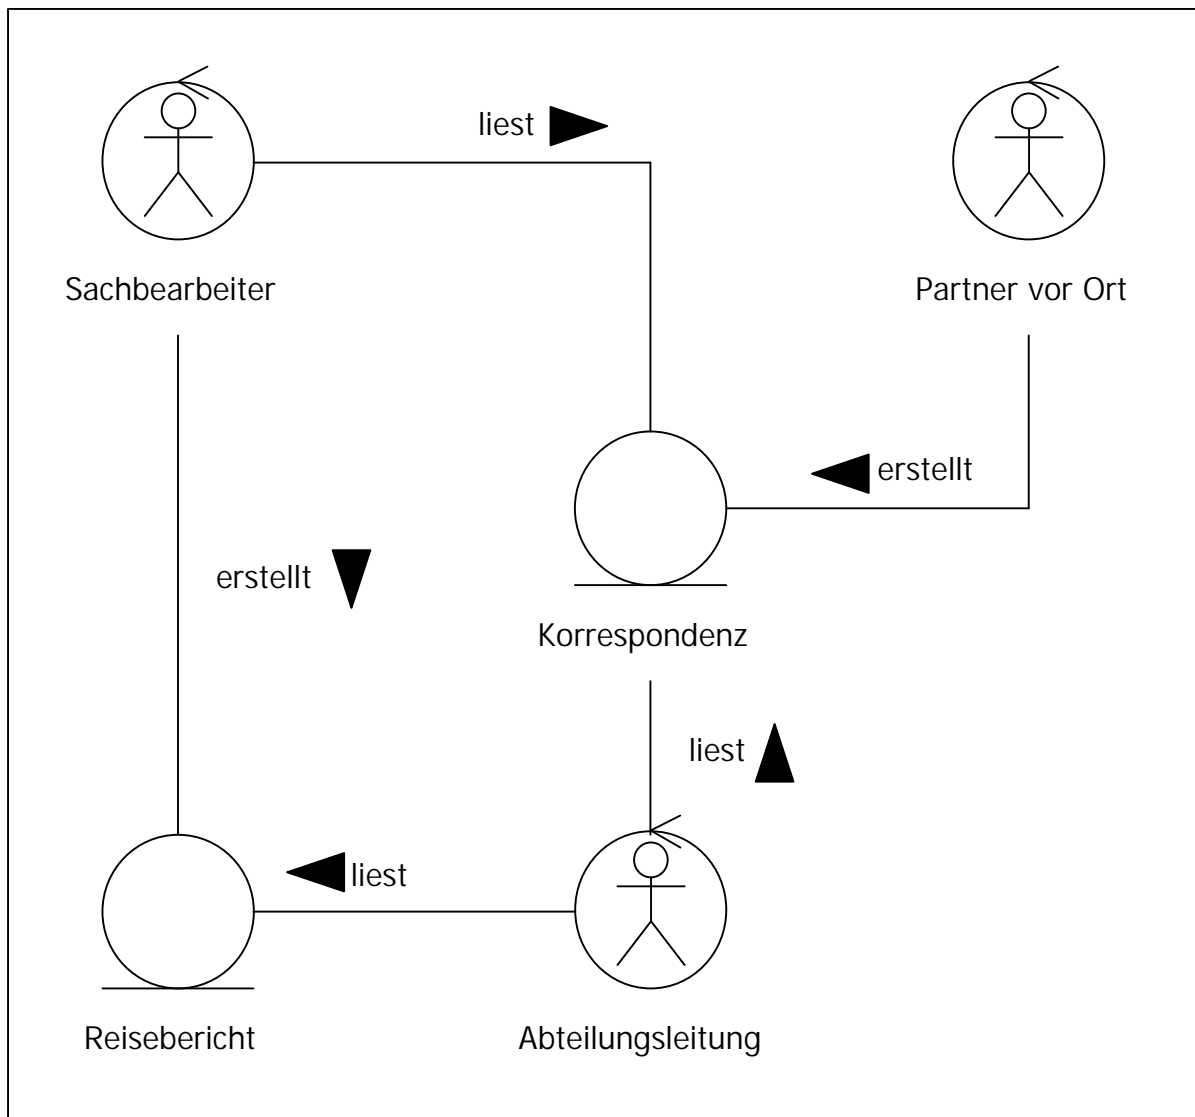 liest
Sachbearbeiter
Partner vor Ort
erstellt
erstellt
Korrespondenz
liest
liest
Reisebericht
Abteilungsleitung